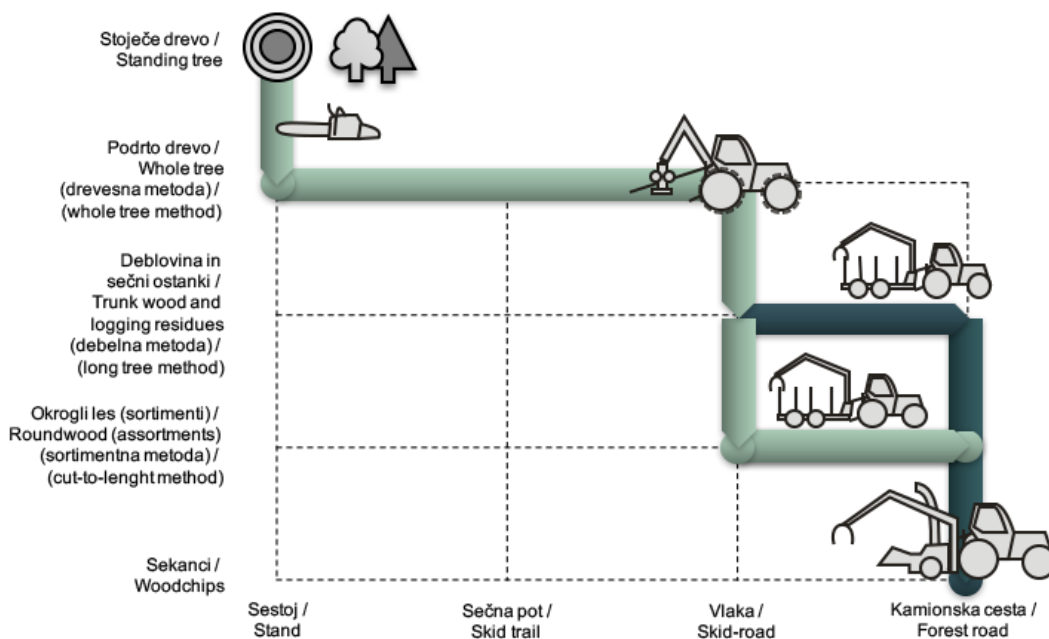 Stoječe drevo /
Standing tree
Podrto drevo /
Whole tree
(drevesna metoda) /
(whole tree method)
Deblovina in
sečni ostanki /
Trunk wood and
logging residues
(debelna metoda) /
(long tree method)
Okrogli les (sortimenti) /
Roundwood (assortments)
(sortimentna metoda) /
(cut-to-lenght method)
Sekanci /
Woodchips
Sestoj /
Stand
Sečna pot /
Skid trail
Vlaka /
Skid-road
Kamionska cesta /
Forest road